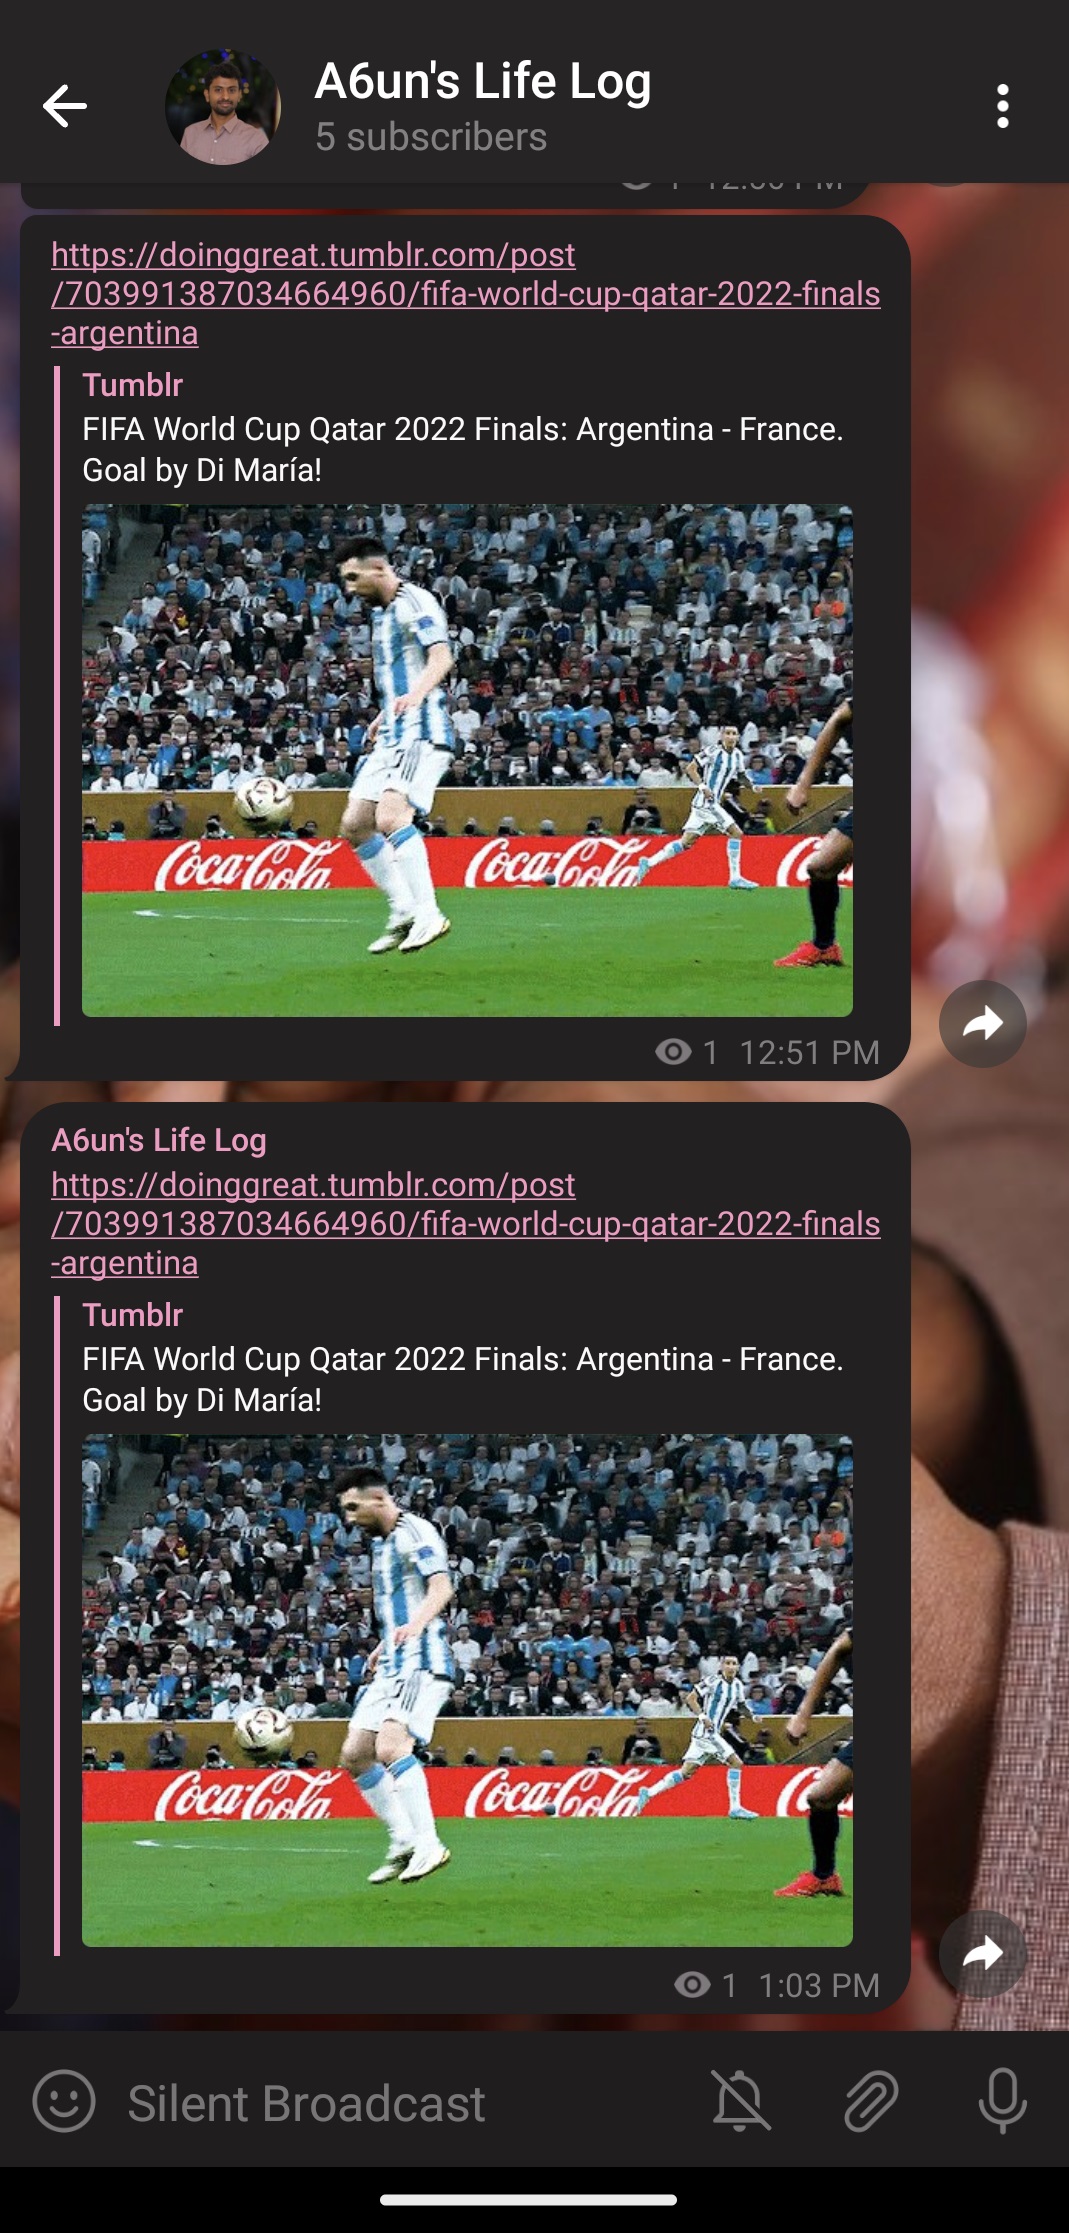 A6un's Life Log
5 subscribers
https://doinggreat.tumblr.com/post
/703991387034664960/fifa-world-cup-qatar-2022-finals
-argentina
Tumblr
FIFA World Cup Qatar 2022 Finals: Argentina - France.
Goal by Di María!
Coca-Cola Coca-Cola
1 12:51 PM
A6un's Life Log
https://doinggreat.tumblr.com/post
/703991387034664960/fifa-world-cup-qatar-2022-finals
-argentina
Tumblr
FIFA World Cup Qatar 2022 Finals: Argentina - France.
Goal by Di María!
Coca-Cola Coca-Cola
1 1:03 PM
Silent Broadcast